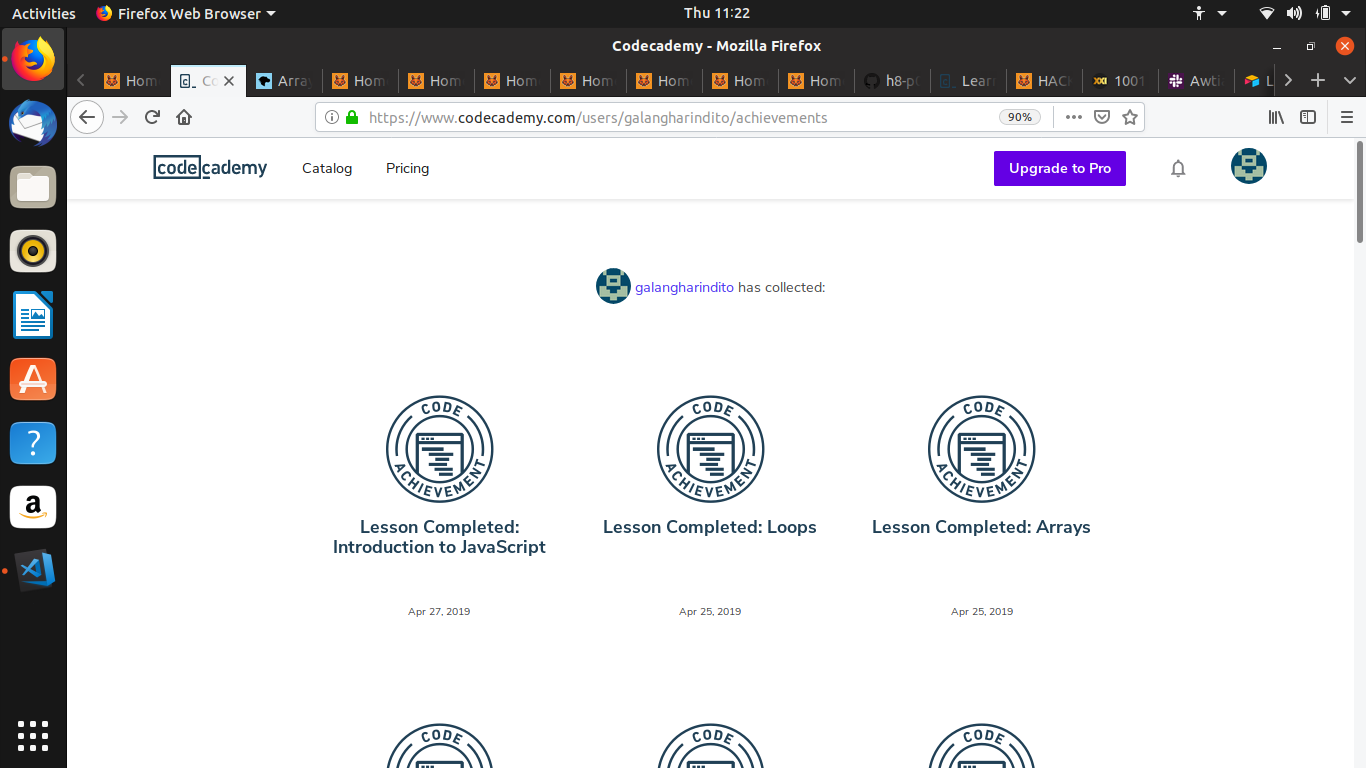 Activities Firefox Web Browser Thu 11:22
Codecademy - Mozilla Firefox
Hom Co Array Hom Hom Hom Hom Hom Hom Hom h8-p Lear HAC 1001 Awti L
https://www.codecademy.com/users/galangharindito/achievements 90%
codecademy Catalog Pricing Upgrade to Pro
galangharindito has collected:
CODE ACHIEVEMENT CODE ACHIEVEMENT CODE ACHIEVEMENT
Lesson Completed: Introduction to JavaScript
Lesson Completed: Loops
Lesson Completed: Arrays
Apr 27, 2019 Apr 25, 2019 Apr 25, 2019
CODE CODE CODE